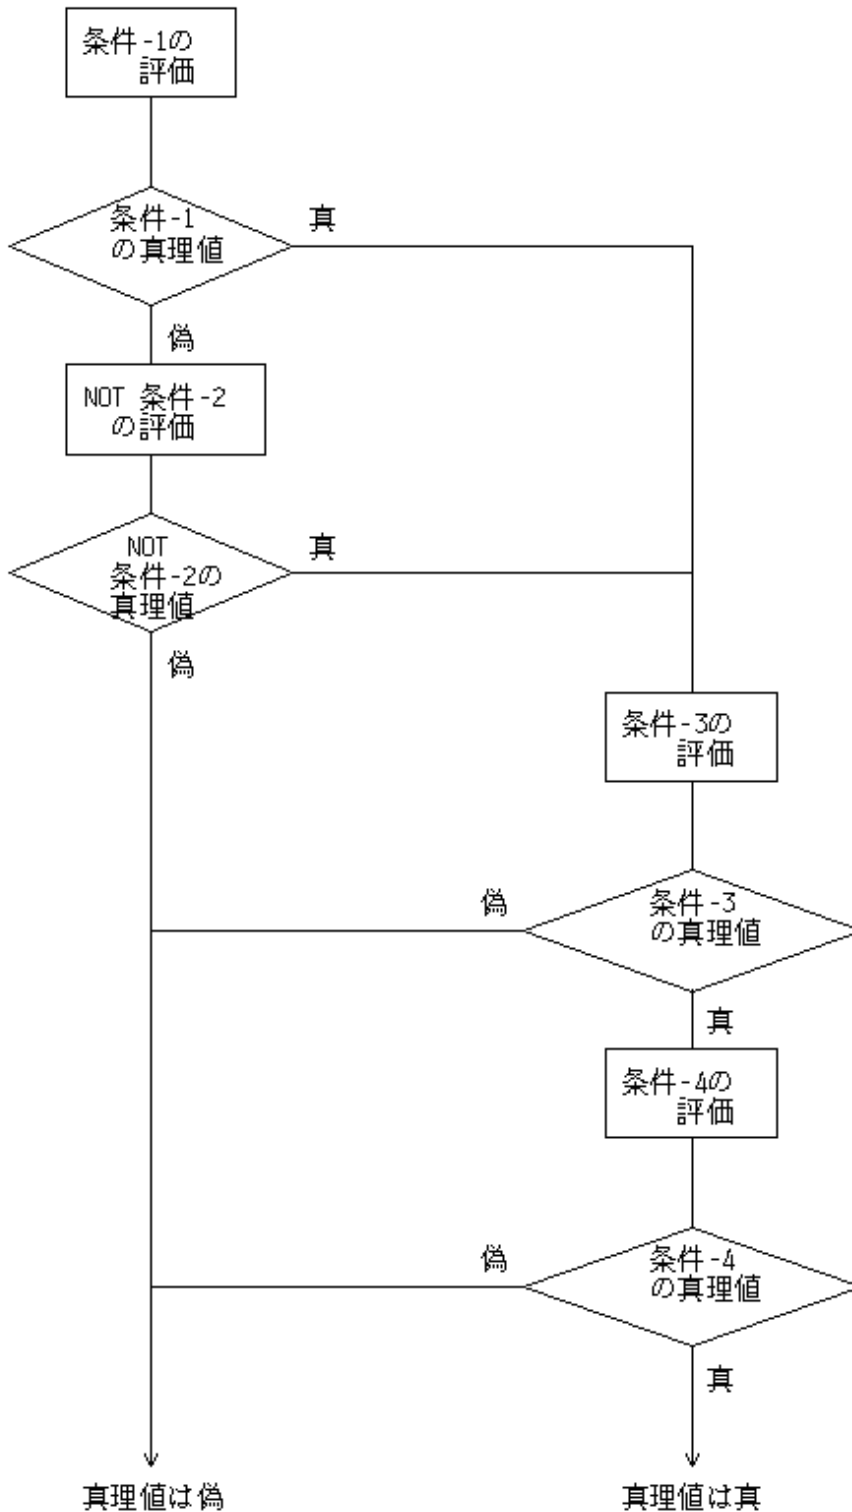 条件-1の
評価
条件-1
の真理値
真
偽
NOT 条件-2
の評価
NOT
条件-2の
真理値
真
偽
条件-3の
評価
条件-3
の真理値
偽
真
条件-4の
評価
条件-4
の真理値
偽
真
真理値は偽
真理値は真